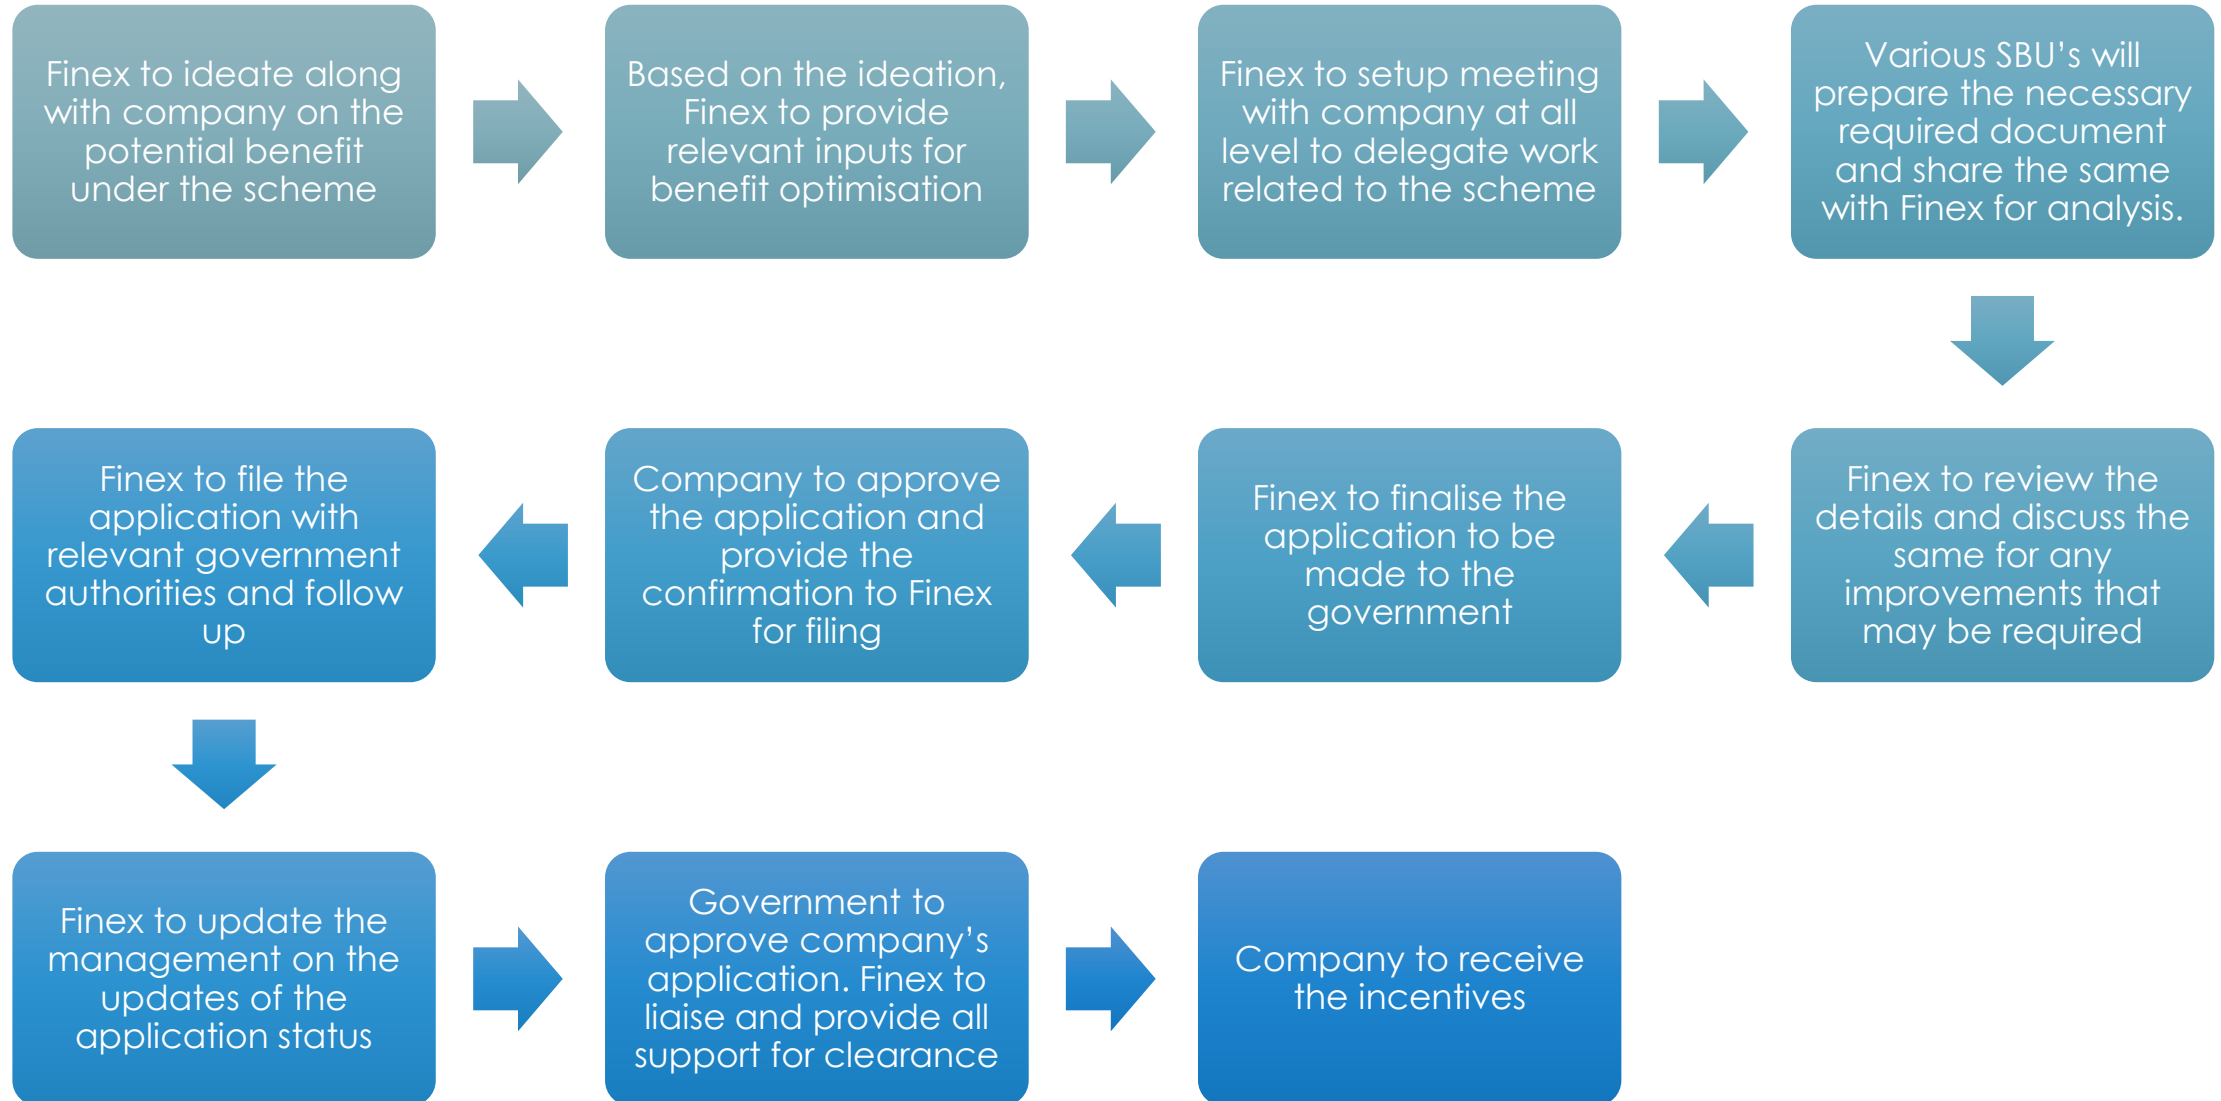 Finex to ideate along
with company on the
potential benefit
under the scheme
Based on the ideation,
Finex to provide
relevant inputs for
benefit optimisation
Finex to setup meeting
with company at all
level to delegate work
related to the scheme
Various SBU’s will
prepare the necessary
required document
and share the same
with Finex for analysis.
Finex to review the
details and discuss the
same for any
improvements that
may be required
Finex to finalise the
application to be
made to the
government
Company to approve
the application and
provide the
confirmation to Finex
for filing
Finex to file the
application with
relevant government
authorities and follow
up
Finex to update the
management on the
updates of the
application status
Government to
approve company’s
application. Finex to
liaise and provide all
support for clearance
Company to receive
the incentives